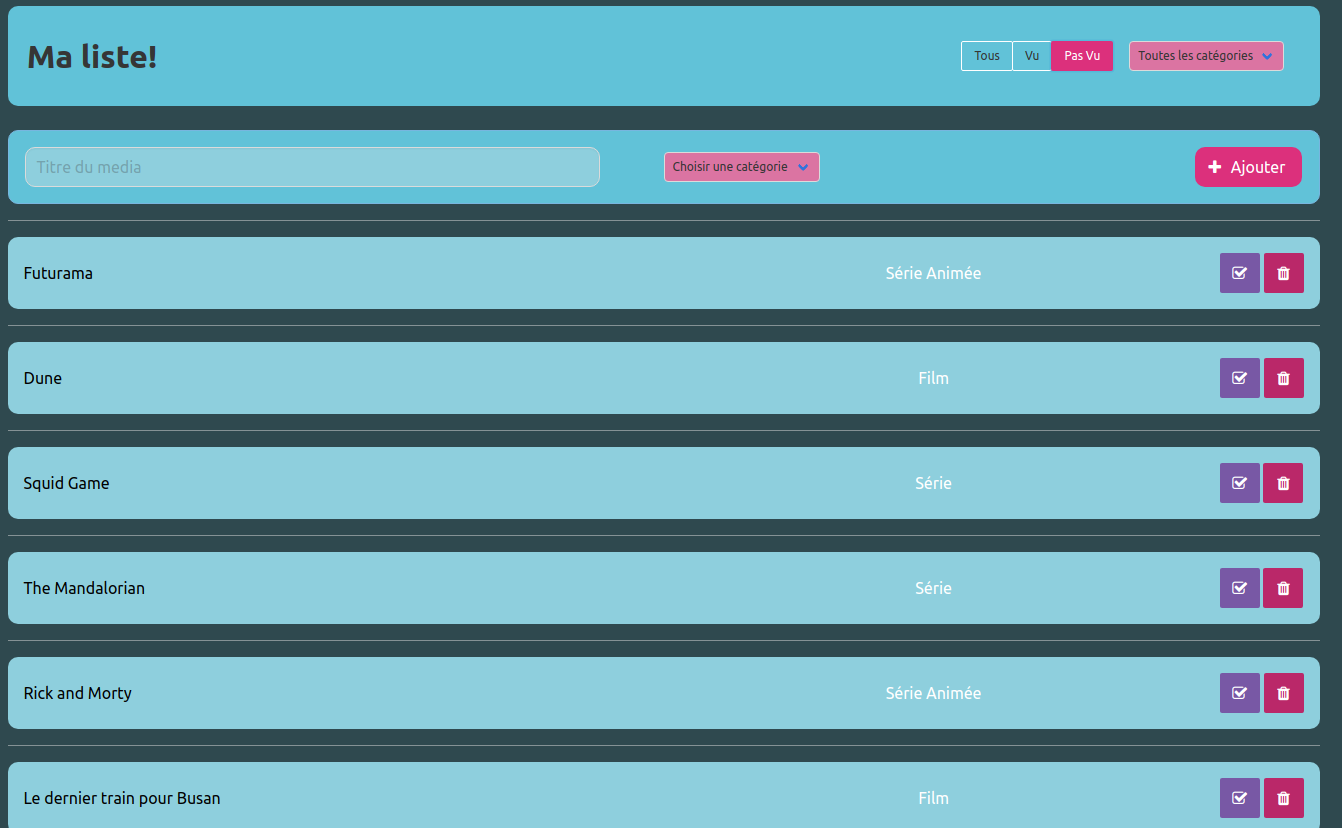 Ma liste!
Tous Vu Pas Vu Toutes les catégories
Titre du media Choisir une catégorie Ajouter
Futurama Série Animée
Dune Film
Squid Game Série
The Mandalorian Série
Rick and Morty Série Animée
Le dernier train pour Busan Film